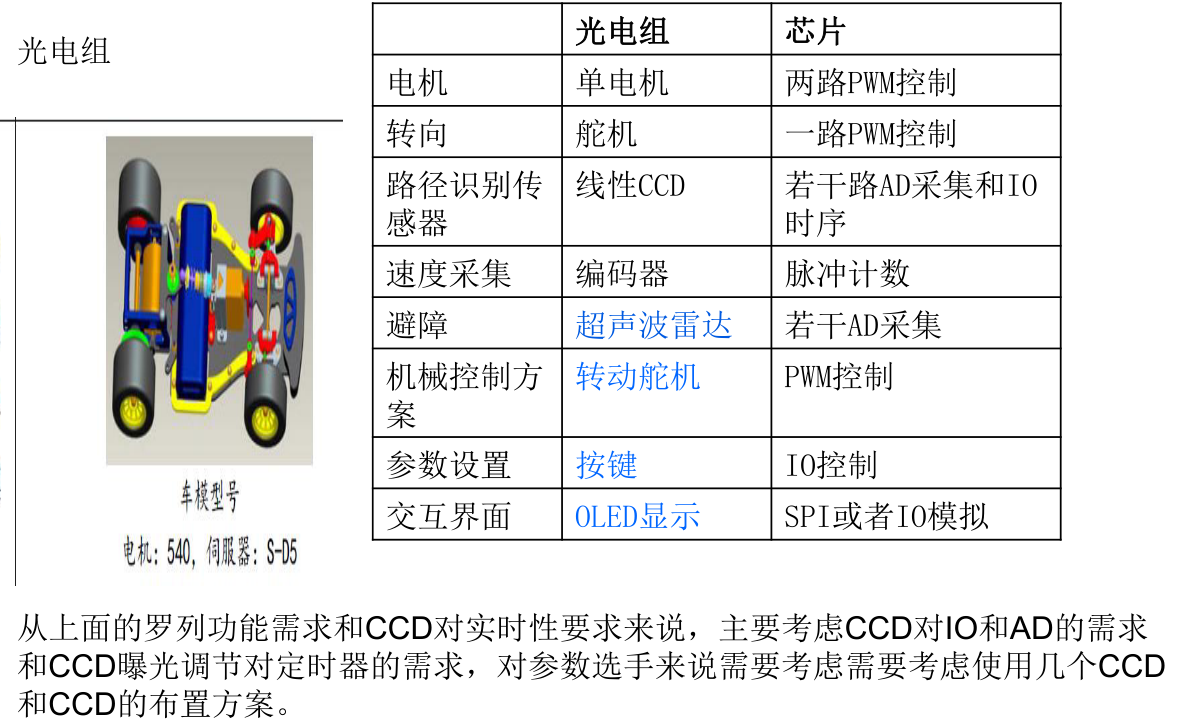 光电组
车模型号
电机：540，伺服器：S-D5
光电组 芯片
电机 单电机 两路PWM控制
转向 舵机 一路PWM控制
路径识别传感器 线性CCD 若干路AD采集和IO时序
速度采集 编码器 脉冲计数
避障 超声波雷达 若干AD采集
机械控制方案 转动舵机 PWM控制
参数设置 按键 IO控制
交互界面 OLED显示 SPI或者IO模拟
从上面的罗列功能需求和CCD对实时性要求来说，主要考虑CCD对IO和AD的需求
和CCD曝光调节对定时器的需求，对参数选手来说需要考虑需要考虑使用几个CCD
和CCD的布置方案。